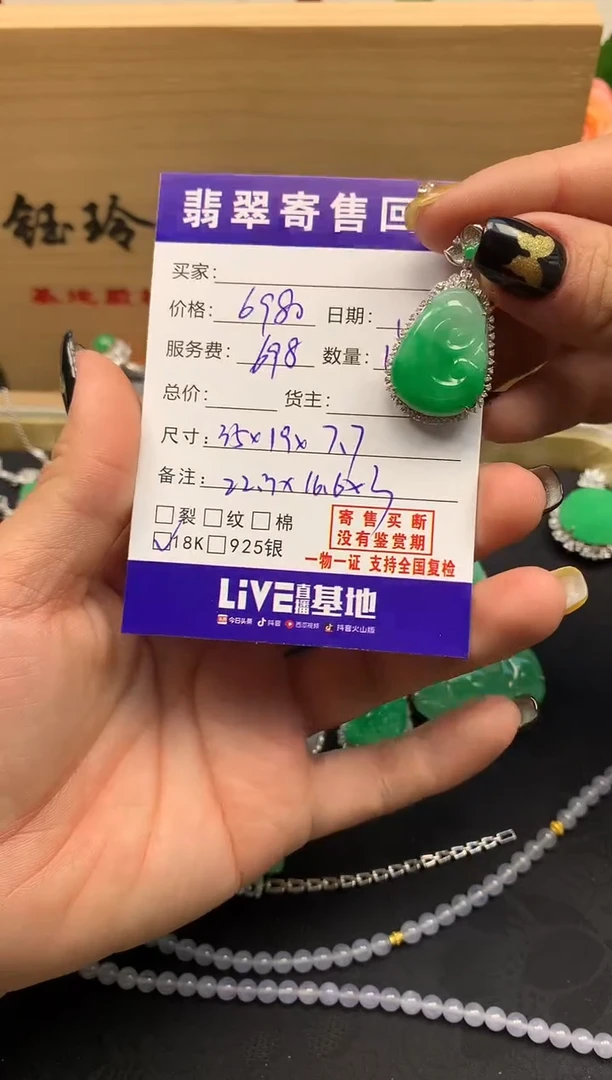 钰玲
翡翠寄售回
买家:
价格: 6980 日期:
服务费: 698 数量: 1
总价: 货主:
尺寸: 35x19x7.7
备注: 22.7x16.6x3
裂 纹 棉
18K 925银
寄售买断
没有鉴赏期
一物一证 支持全国复检
LiVE直播基地
今日头条 抖音 西瓜视频 抖音火山版